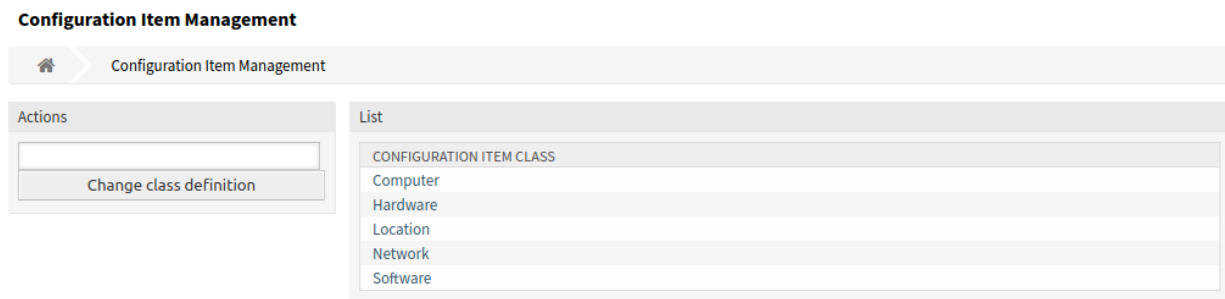 Configuration Item Management
Configuration Item Management
Actions
Change class definition
List
CONFIGURATION ITEM CLASS
Computer
Hardware
Location
Network
Software